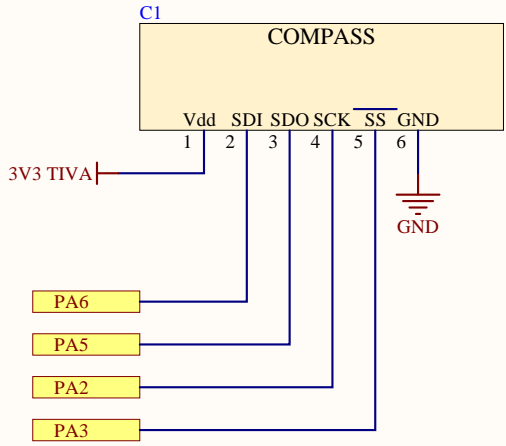 C1
COMPASS
Vdd SDI SDO SCK SS GND
1 2 3 4 5 6
3V3 TIVA
GND
PA6
PA5
PA2
PA3